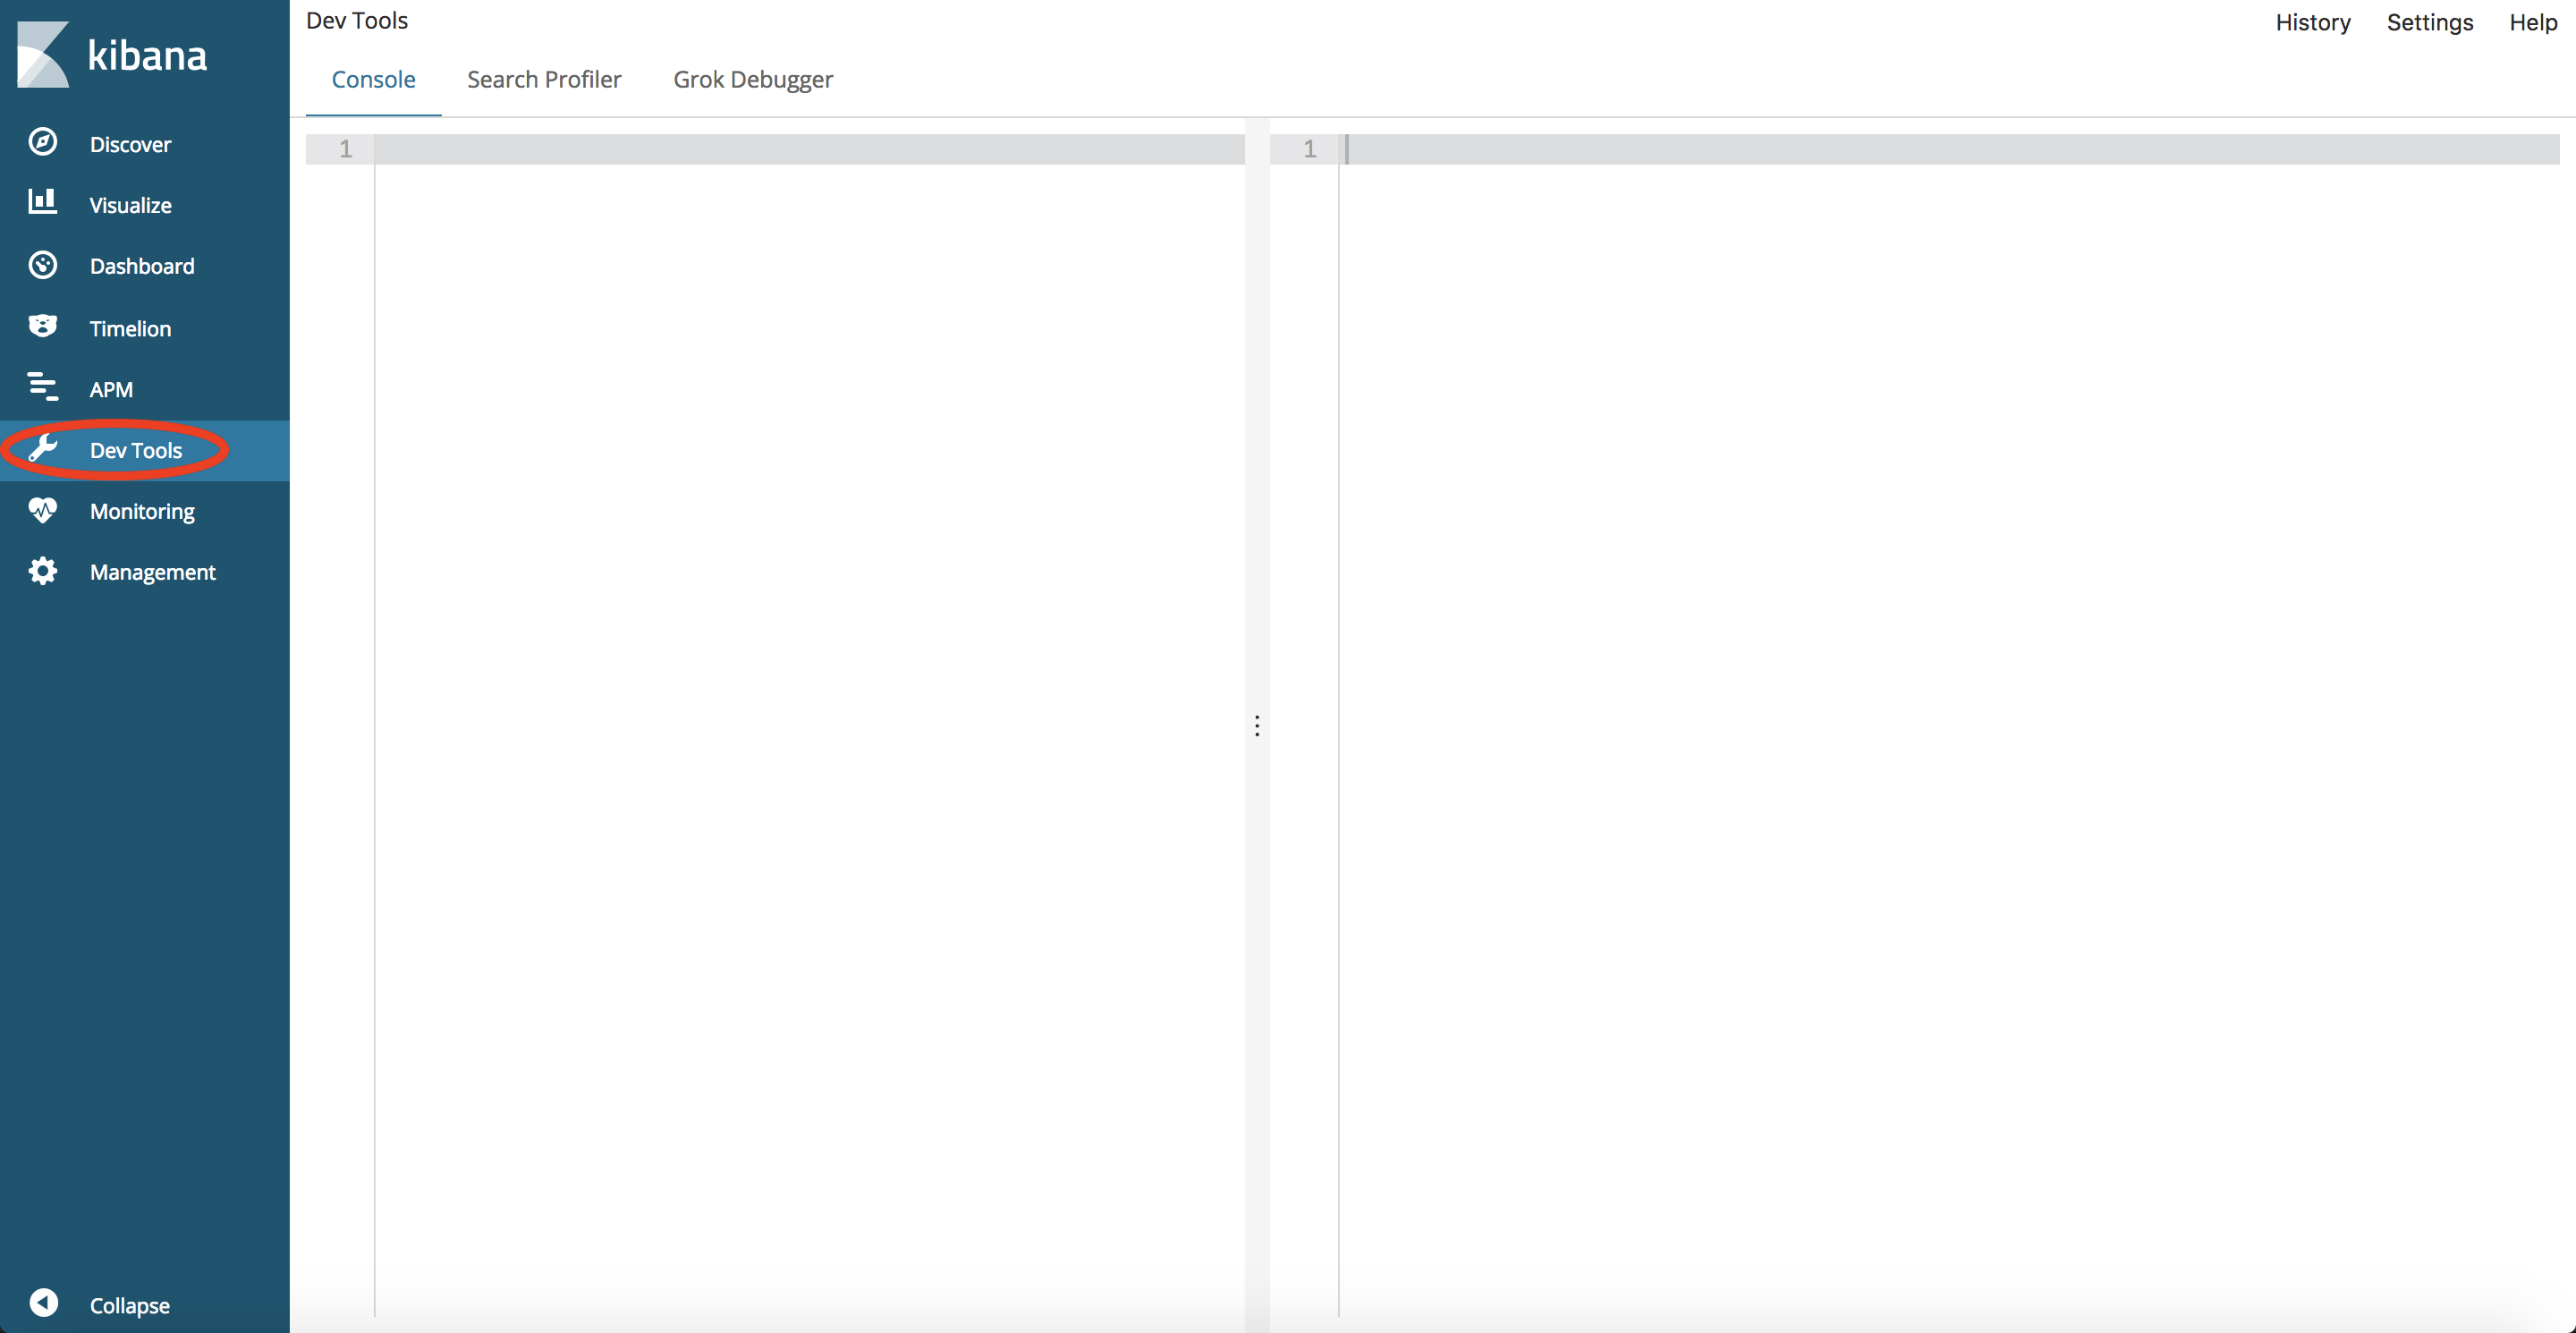 kibana
Discover
Visualize
Dashboard
Timelion
APM
Dev Tools
Monitoring
Management
Collapse
Dev Tools
History Settings Help
Console Search Profiler Grok Debugger
1
1